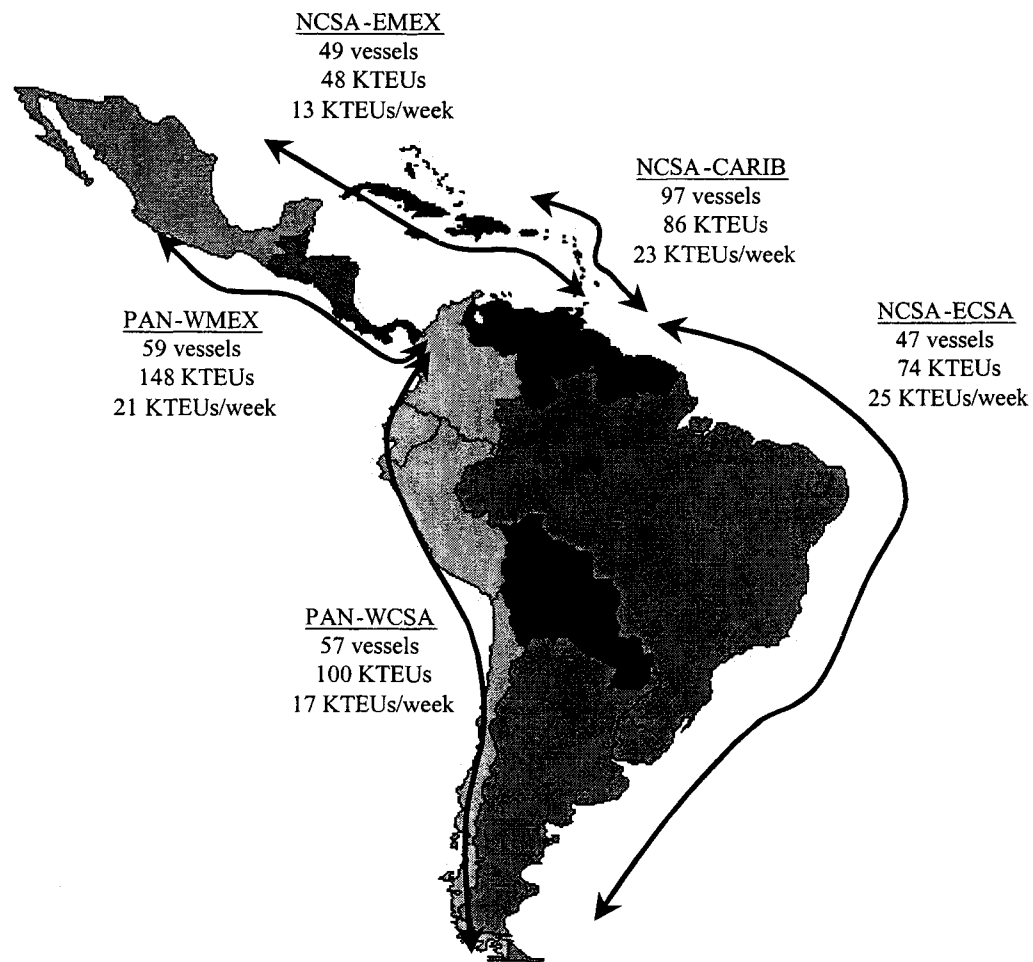 NCSA-EMEX
49 vessels
48 KTEUs
13 KTEUs/week
NCSA-CARIB
97 vessels
86 KTEUs
23 KTEUs/week
PAN-WMEX
59 vessels
148 KTEUs
21 KTEUs/week
NCSA-ECSA
47 vessels
74 KTEUs
25 KTEUs/week
PAN-WCSA
57 vessels
100 KTEUs
17 KTEUs/week